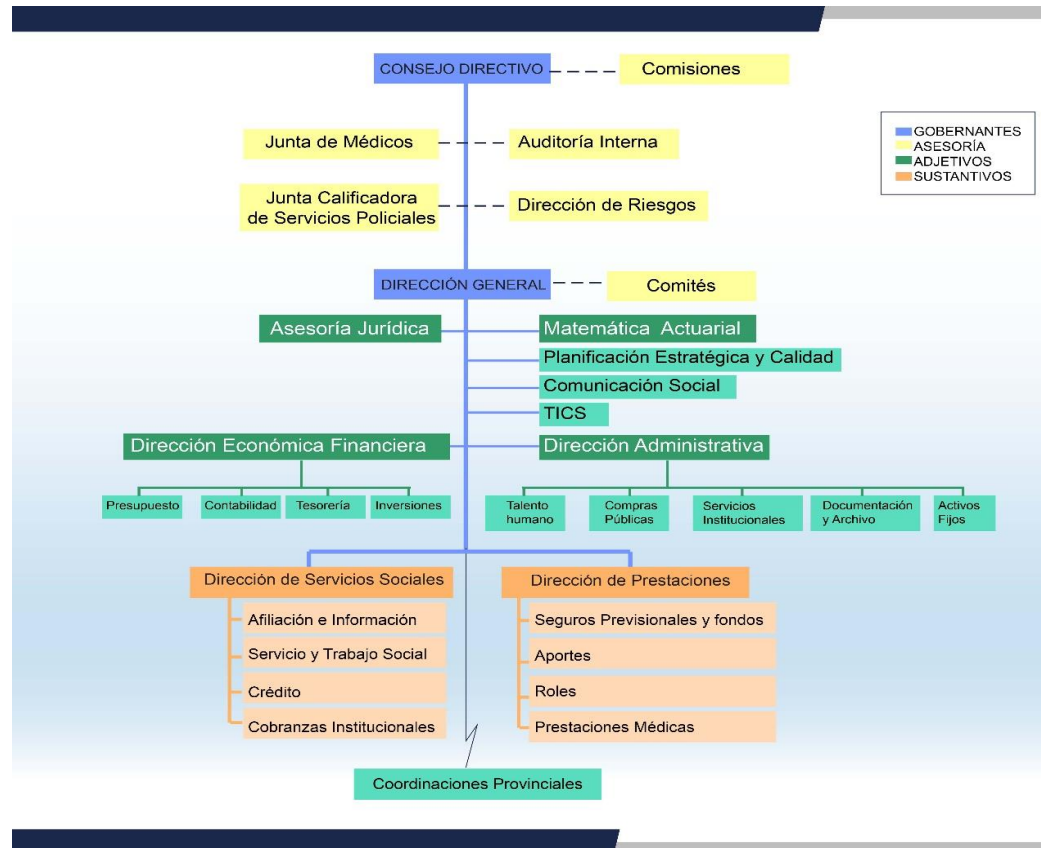 CONSEJO DIRECTIVO
Comisiones
GOBERNANTES
ASESORÍA
ADJETIVOS
SUSTANTIVOS
Junta de Médicos
Auditoría Interna
Junta Calificadora
de Servicios Policiales
Dirección de Riesgos
DIRECCIÓN GENERAL
Comités
Asesoría Jurídica
Matemática Actuarial
Planificación Estratégica y Calidad
Comunicación Social
TICS
Dirección Económica Financiera
Dirección Administrativa
Presupuesto
Contabilidad
Tesorería
Inversiones
Talento
humano
Compras
Públicas
Servicios
Institucionales
Documentación
y Archivo
Activos
Fijos
Dirección de Servicios Sociales
Afiliación e Información
Servicio y Trabajo Social
Crédito
Cobranzas Institucionales
Dirección de Prestaciones
Seguros Previsionales y fondos
Aportes
Roles
Prestaciones Médicas
Coordinaciones Provinciales